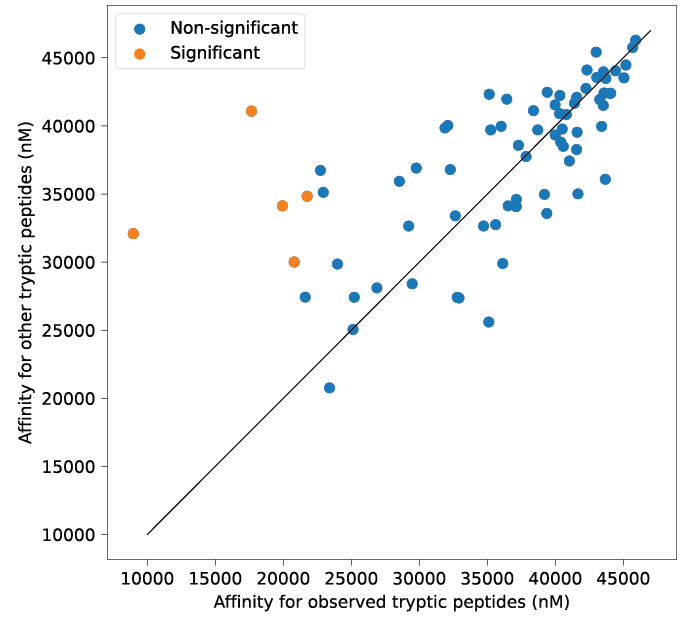 Non-significant
Significant
Affinity for other tryptic peptides (nM)
45000
40000
35000
30000
25000
20000
15000
10000
10000 15000 20000 25000 30000 35000 40000 45000
Affinity for observed tryptic peptides (nM)